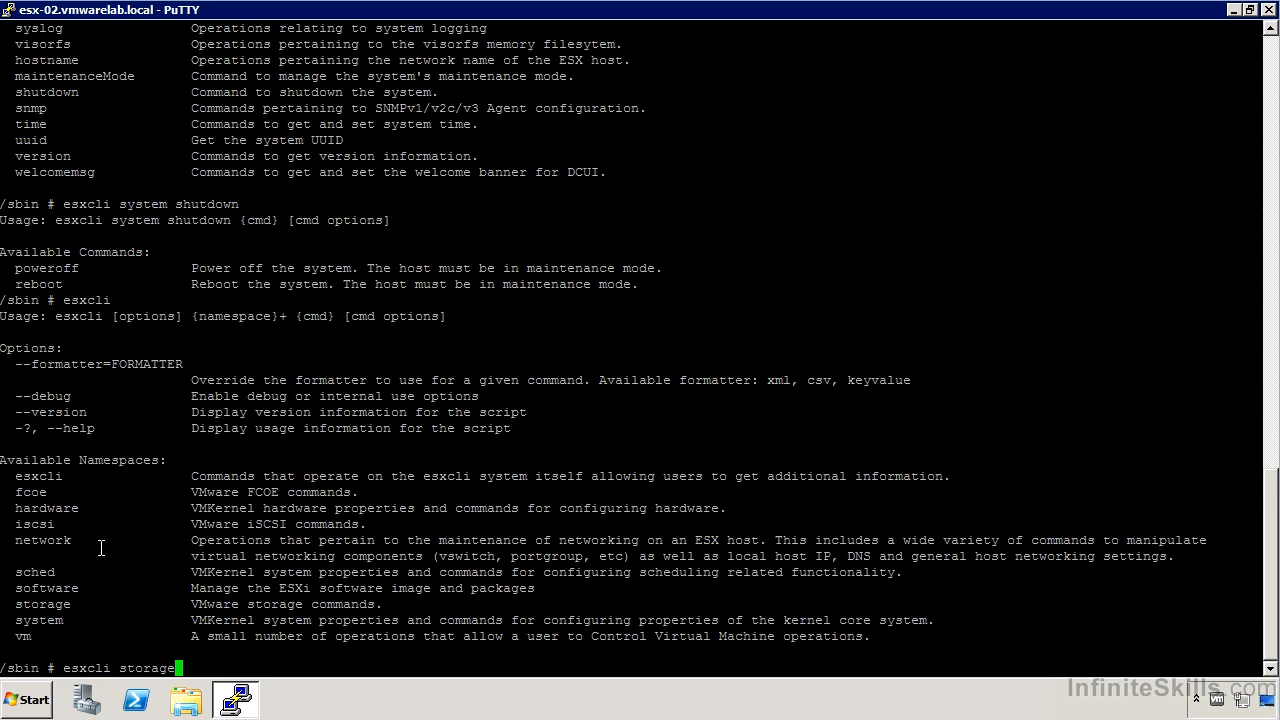 esx-02.vmwarelab.local - PuTTY
syslog Operations relating to system logging
visorfs Operations pertaining to the visorfs memory filesytem.
hostname Operations pertaining the network name of the ESX host.
maintenanceMode Command to manage the system's maintenance mode.
shutdown Command to shutdown the system.
snmp Commands pertaining to SNMPv1/v2c/v3 Agent configuration.
time Commands to get and set system time.
uuid Get the system UUID
version Commands to get version information.
welcomemsg Commands to get and set the welcome banner for DCUI.
/sbin # esxcli system shutdown
Usage: esxcli system shutdown {cmd} [cmd options]
Available Commands:
poweroff Power off the system. The host must be in maintenance mode.
reboot Reboot the system. The host must be in maintenance mode.
/sbin # esxcli
Usage: esxcli [options] {namespace}+ {cmd} [cmd options]
Options:
--formatter=FORMATTER
Override the formatter to use for a given command. Available formatter: xml, csv, keyvalue
--debug Enable debug or internal use options
--version Display version information for the script
-?, --help Display usage information for the script
Available Namespaces:
esxcli Commands that operate on the esxcli system itself allowing users to get additional information.
fcoe VMware FCOE commands.
hardware VMKernel hardware properties and commands for configuring hardware.
iscsi VMware iSCSI commands.
network Operations that pertain to the maintenance of networking on an ESX host. This includes a wide variety of commands to manipulate
virtual networking components (vswitch, portgroup, etc) as well as local host IP, DNS and general host networking settings.
sched VMKernel system properties and commands for configuring scheduling related functionality.
software Manage the ESXi software image and packages
storage VMware storage commands.
system VMKernel system properties and commands for configuring properties of the kernel core system.
vm A small number of operations that allow a user to Control Virtual Machine operations.
/sbin # esxcli storage
InfiniteSkills.com
Start